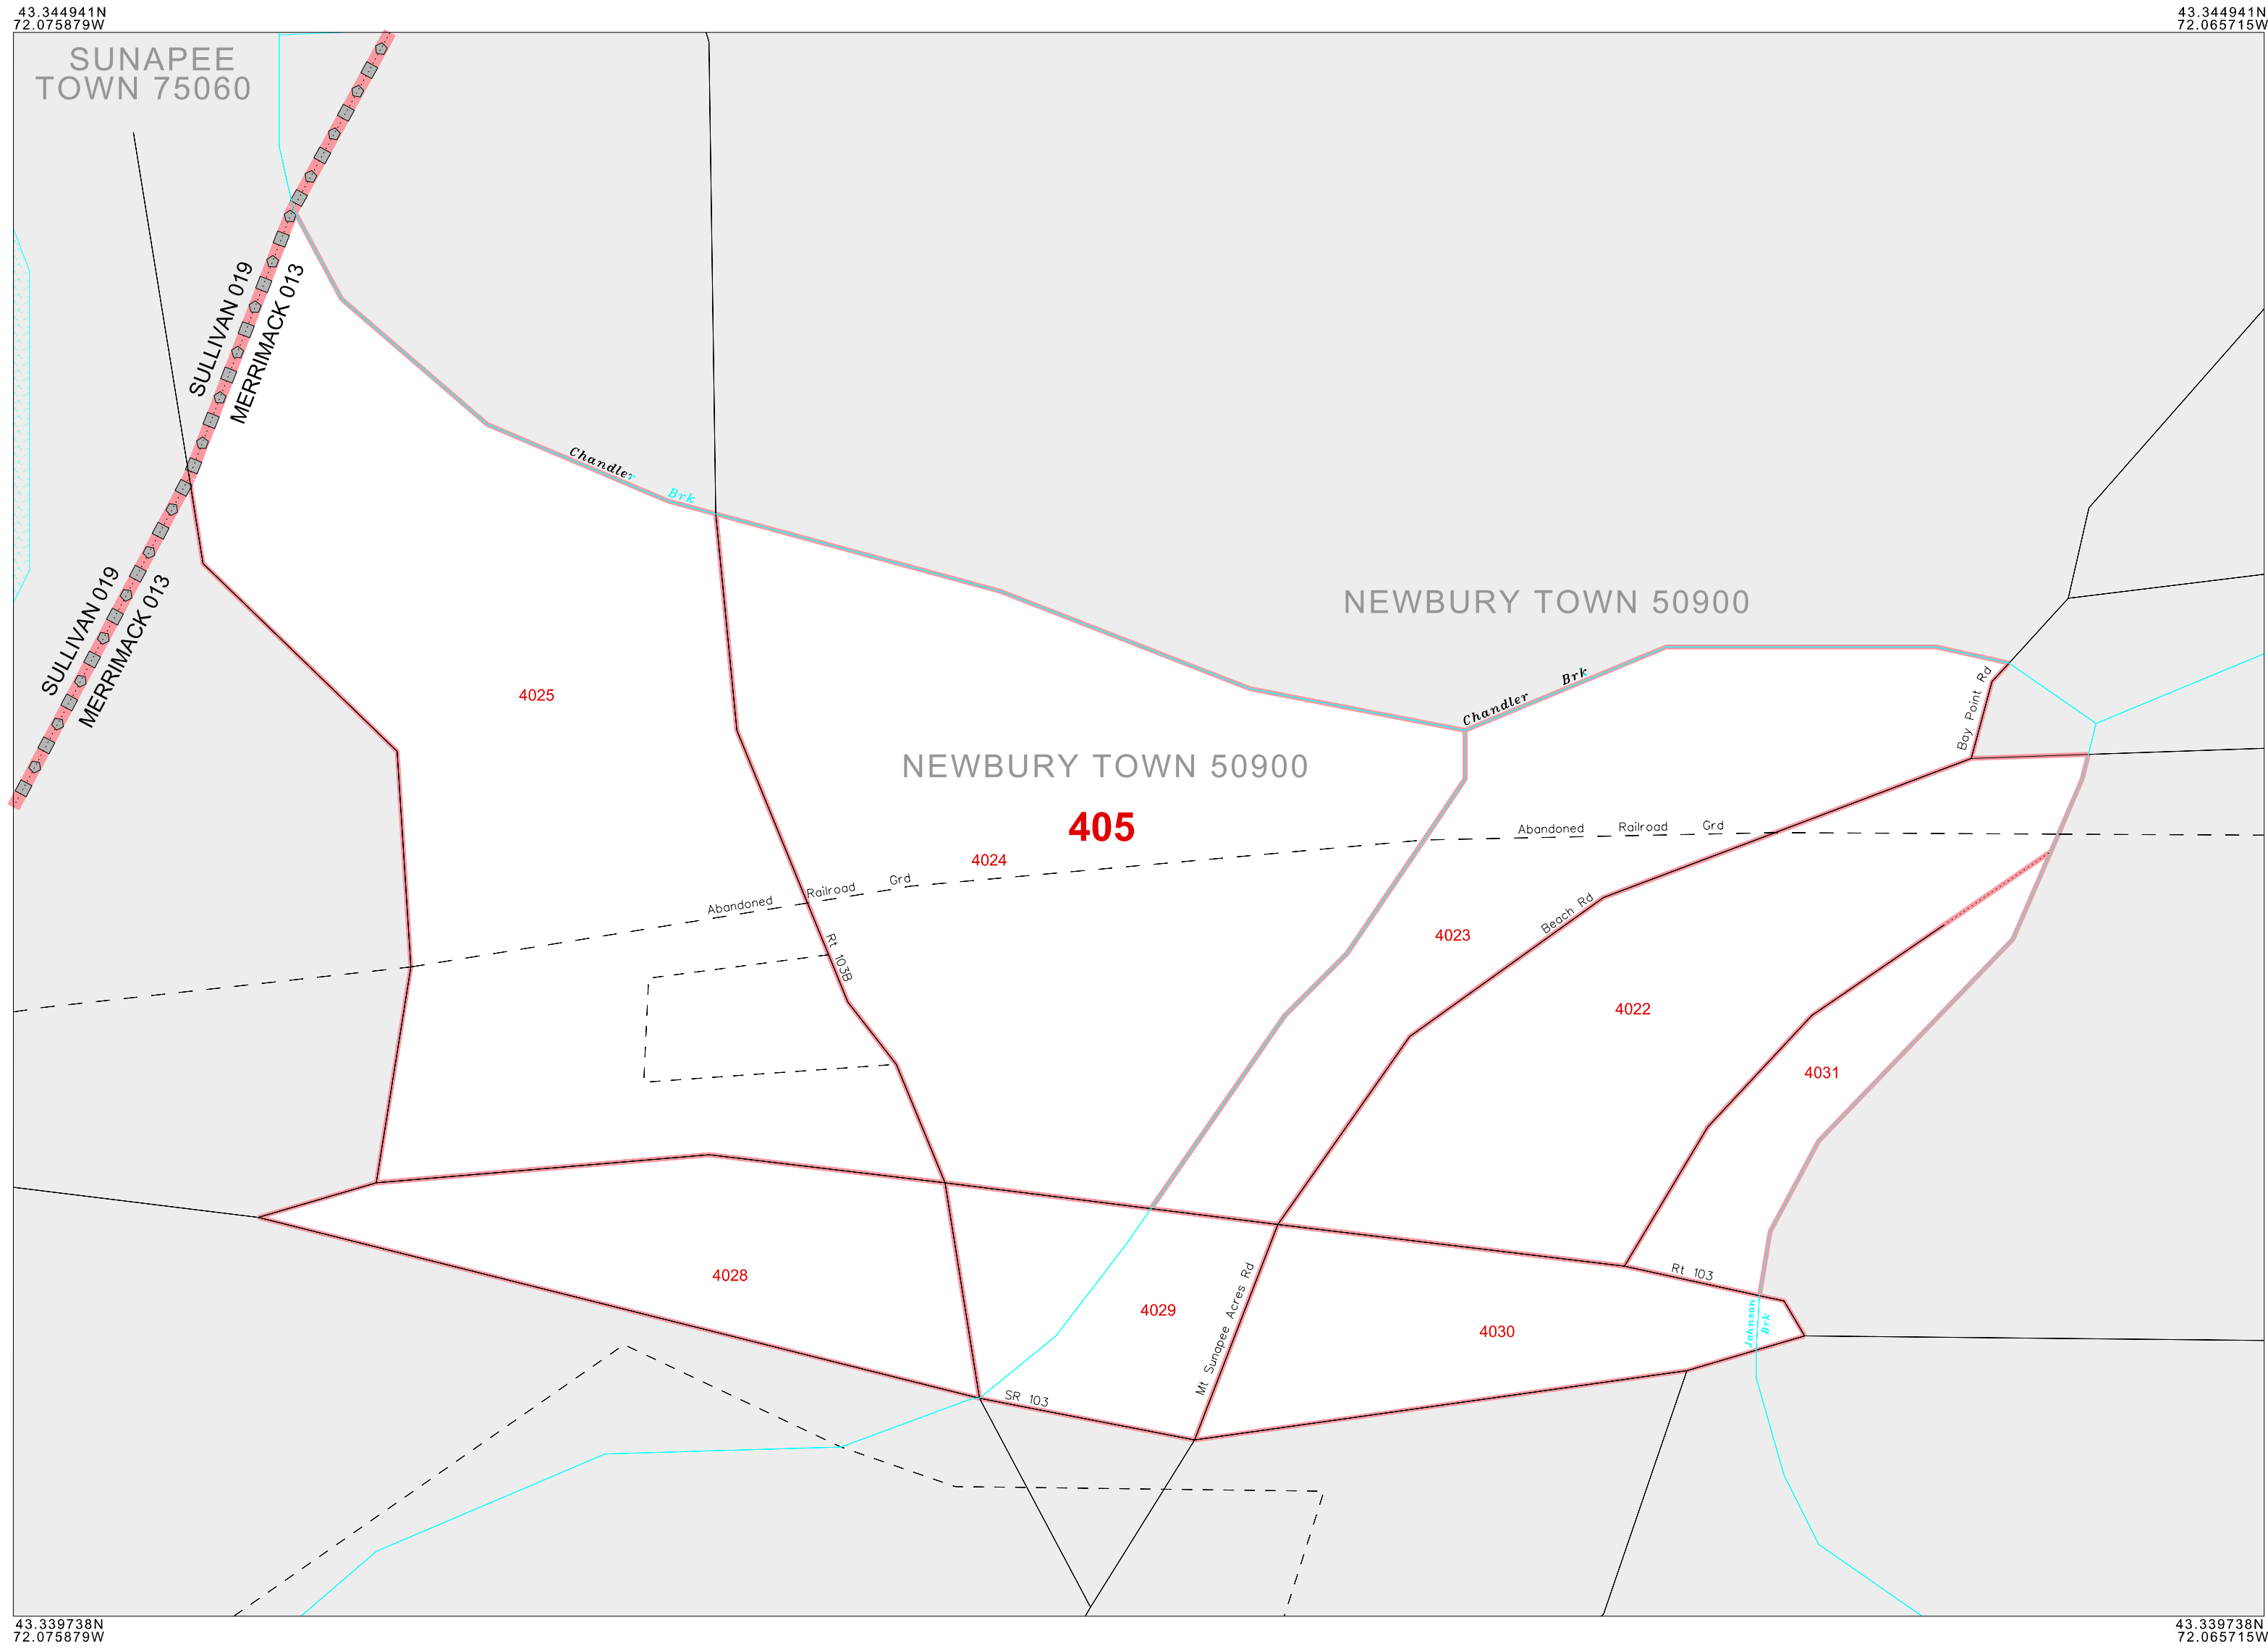 43.344941N
72.075879W
43.344941N
72.065715W
SUNAPEE
TOWN 75060
SULLIVAN 019
MERRIMACK 013
Chandler Brk
SULLIVAN 019
MERRIMACK 013
NEWBURY TOWN 50900
Chandler Brk
Bay Point Rd
4025
NEWBURY TOWN 50900
405
4024
Abandoned Railroad Grd
Abandoned Railroad Grd
Rt 103B
Beach Rd
4023
4022
4031
4028
4029
Mt Sunapee Acres Rd
4030
Rt 103
Johnson
Brk
SR 103
43.339738N
72.075879W
43.339738N
72.065715W